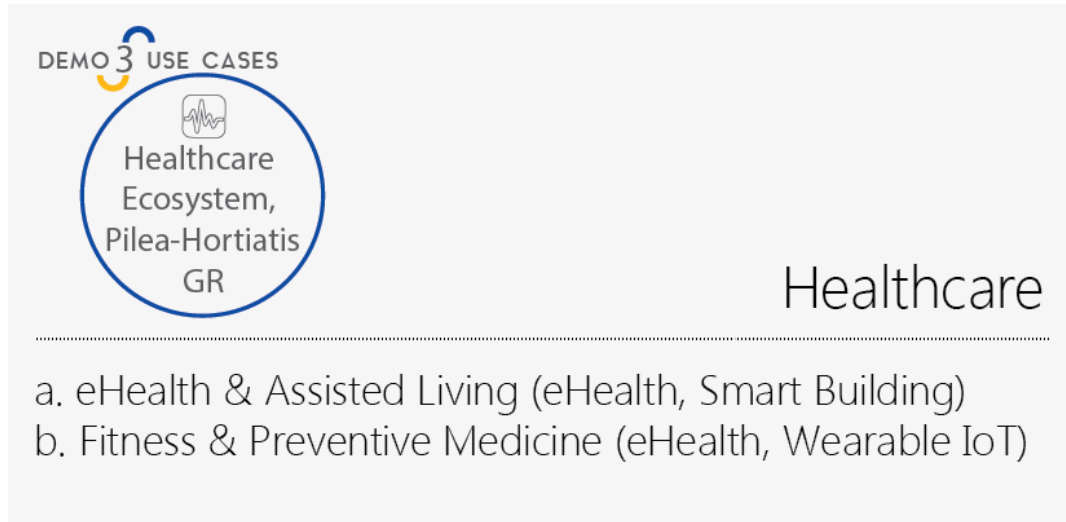 DEMO 3 USE CASES
Healthcare
Ecosystem,
Pilea-Hortiatis
GR
Healthcare
a. eHealth & Assisted Living (eHealth, Smart Building)
b. Fitness & Preventive Medicine (eHealth, Wearable IoT)